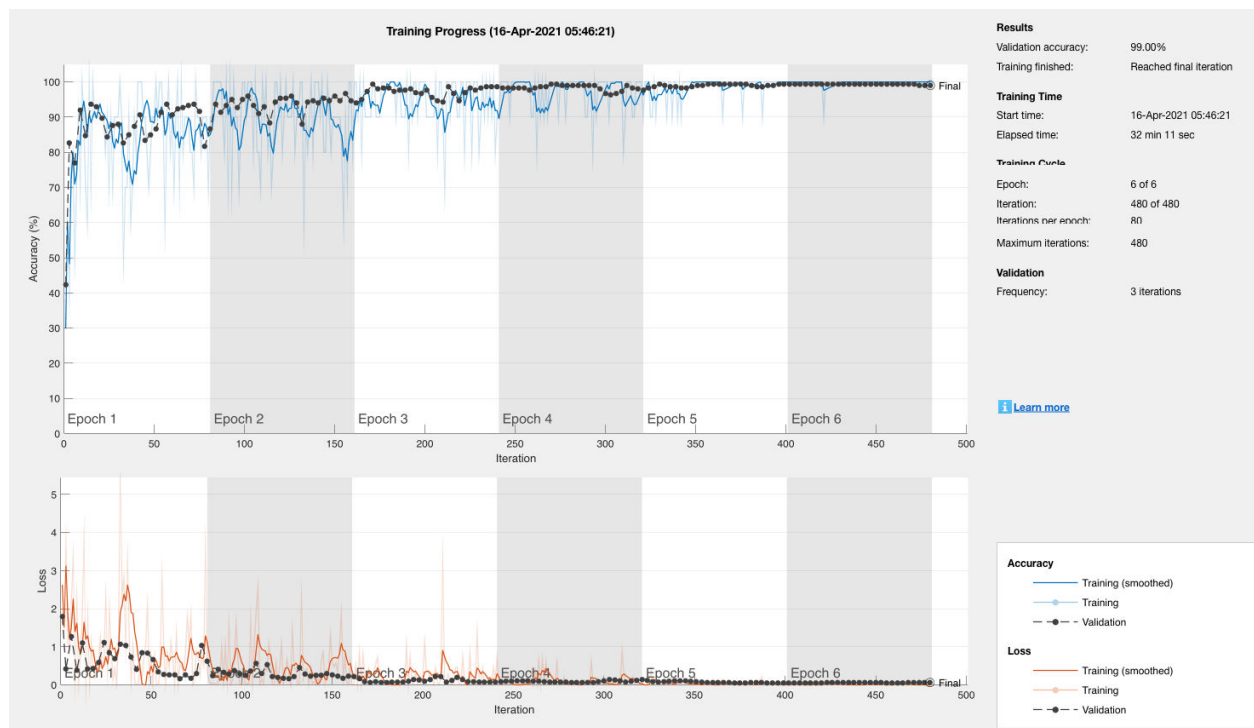 Training Progress (16-Apr-2021 05:46:21)
100
90
80
70
60
50
40
30
20
10
0
Accuracy (%)
Epoch 1 Epoch 2 Epoch 3 Epoch 4 Epoch 5 Epoch 6
Final
0 50 100 150 200 250 300 350 400 450 500
Iteration
5
4
3
2
1
0
Loss
Epoch 1 Epoch 2 Epoch 3 Epoch 4 Epoch 5 Epoch 6
Final
0 50 100 150 200 250 300 350 400 450 500
Iteration
Results
Validation accuracy: 99.00%
Training finished: Reached final iteration
Training Time
Start time: 16-Apr-2021 05:46:21
Elapsed time: 32 min 11 sec
Training Cycle
Epoch: 6 of 6
Iteration: 480 of 480
Iterations per epoch: 80
Maximum iterations: 480
Validation
Frequency: 3 iterations
i Learn more
Accuracy
Training (smoothed)
Training
Validation
Loss
Training (smoothed)
Training
Validation